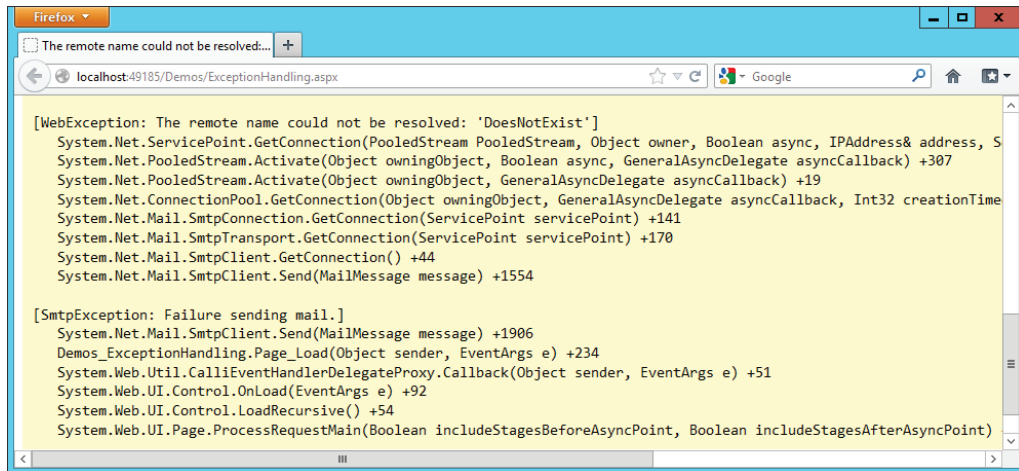 Firefox
The remote name could not be resolved:...
localhost:49185/Demos/ExceptionHandling.aspx
Google
[WebException: The remote name could not be resolved: 'DoesNotExist']
System.Net.ServicePoint.GetConnection(PooledStream PooledStream, Object owner, Boolean async, IPAddress& address, S
System.Net.PooledStream.Activate(Object owningObject, Boolean async, GeneralAsyncDelegate asyncCallback) +307
System.Net.PooledStream.Activate(Object owningObject, GeneralAsyncDelegate asyncCallback) +19
System.Net.ConnectionPool.GetConnection(Object owningObject, GeneralAsyncDelegate asyncCallback, Int32 creationTime
System.Net.Mail.SmtpConnection.GetConnection(ServicePoint servicePoint) +141
System.Net.Mail.SmtpTransport.GetConnection(ServicePoint servicePoint) +170
System.Net.Mail.SmtpClient.GetConnection() +44
System.Net.Mail.SmtpClient.Send(MailMessage message) +1554
[SmtpException: Failure sending mail.]
System.Net.Mail.SmtpClient.Send(MailMessage message) +1906
Demos_ExceptionHandling.Page_Load(Object sender, EventArgs e) +234
System.Web.Util.CalliEventHandlerDelegateProxy.Callback(Object sender, EventArgs e) +51
System.Web.UI.Control.OnLoad(EventArgs e) +92
System.Web.UI.Control.LoadRecursive() +54
System.Web.UI.Page.ProcessRequestMain(Boolean includeStagesBeforeAsyncPoint, Boolean includeStagesAfterAsyncPoint)